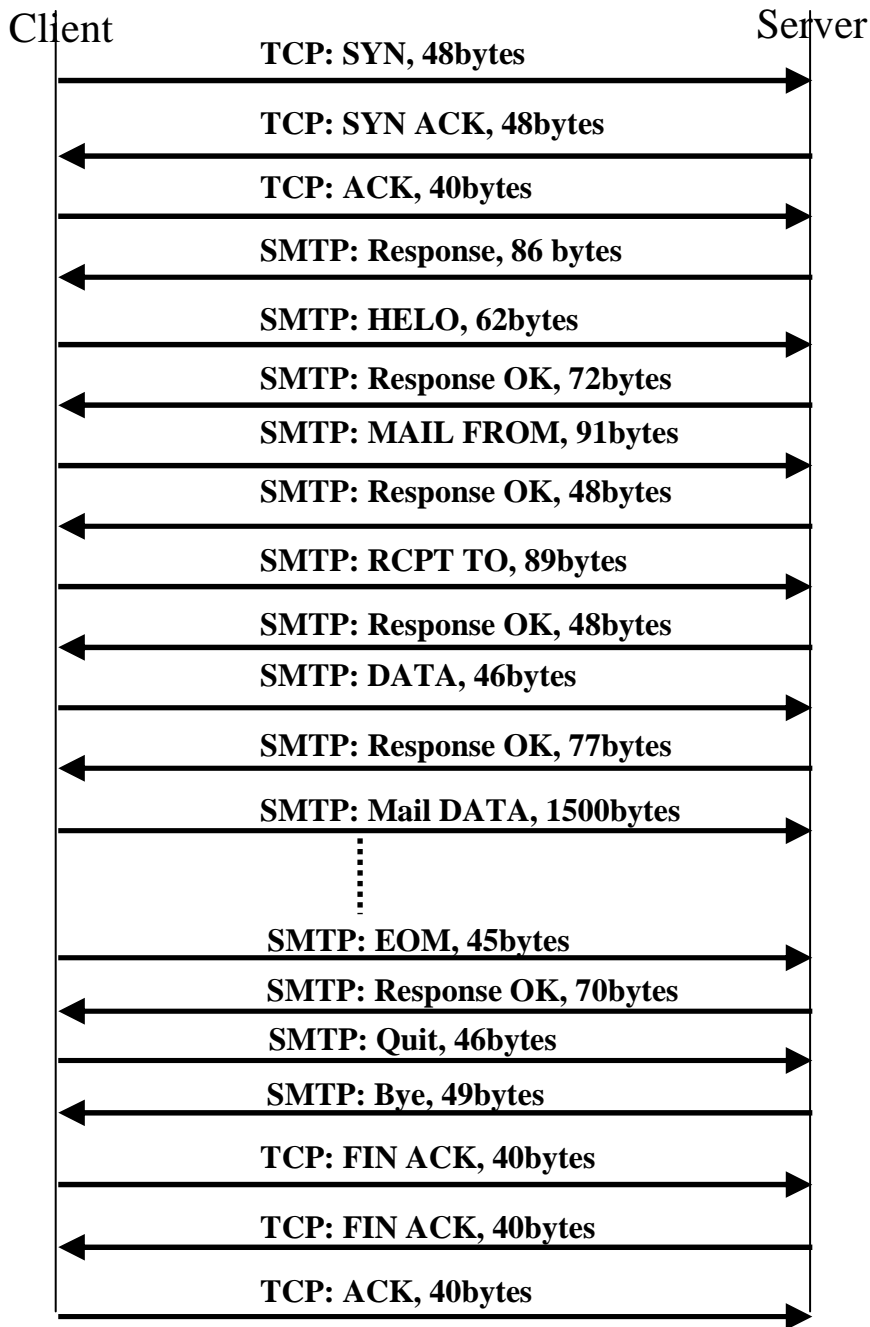 Client
Server
TCP: SYN, 48bytes
TCP: SYN ACK, 48bytes
TCP: ACK, 40bytes
SMTP: Response, 86 bytes
SMTP: HELO, 62bytes
SMTP: Response OK, 72bytes
SMTP: MAIL FROM, 91bytes
SMTP: Response OK, 48bytes
SMTP: RCPT TO, 89bytes
SMTP: Response OK, 48bytes
SMTP: DATA, 46bytes
SMTP: Response OK, 77bytes
SMTP: Mail DATA, 1500bytes
SMTP: EOM, 45bytes
SMTP: Response OK, 70bytes
SMTP: Quit, 46bytes
SMTP: Bye, 49bytes
TCP: FIN ACK, 40bytes
TCP: FIN ACK, 40bytes
TCP: ACK, 40bytes